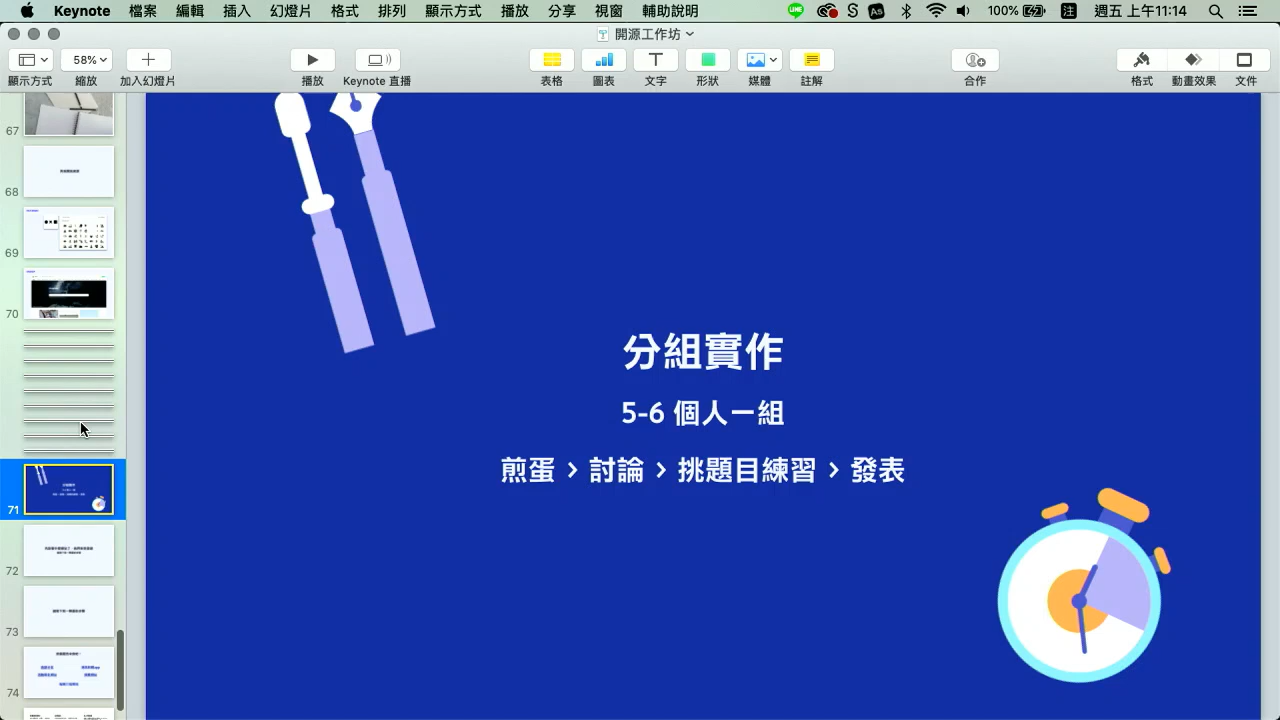 Keynote 檔案 編輯 插入 幻燈片 格式 排列 顯示方式 播放 分享 視窗 輔助說明 100% 注 週五 上午11:14
開源工作坊
58%
顯示方式 縮放 加入幻燈片 播放 Keynote 直播 表格 圖表 文字 形狀 媒體 註解 合作 格式 動畫效果 文件
67
68
69
70
71
72
73
74
分組實作
5-6 個人一組
煎蛋 > 討論 > 挑題目練習 > 發表